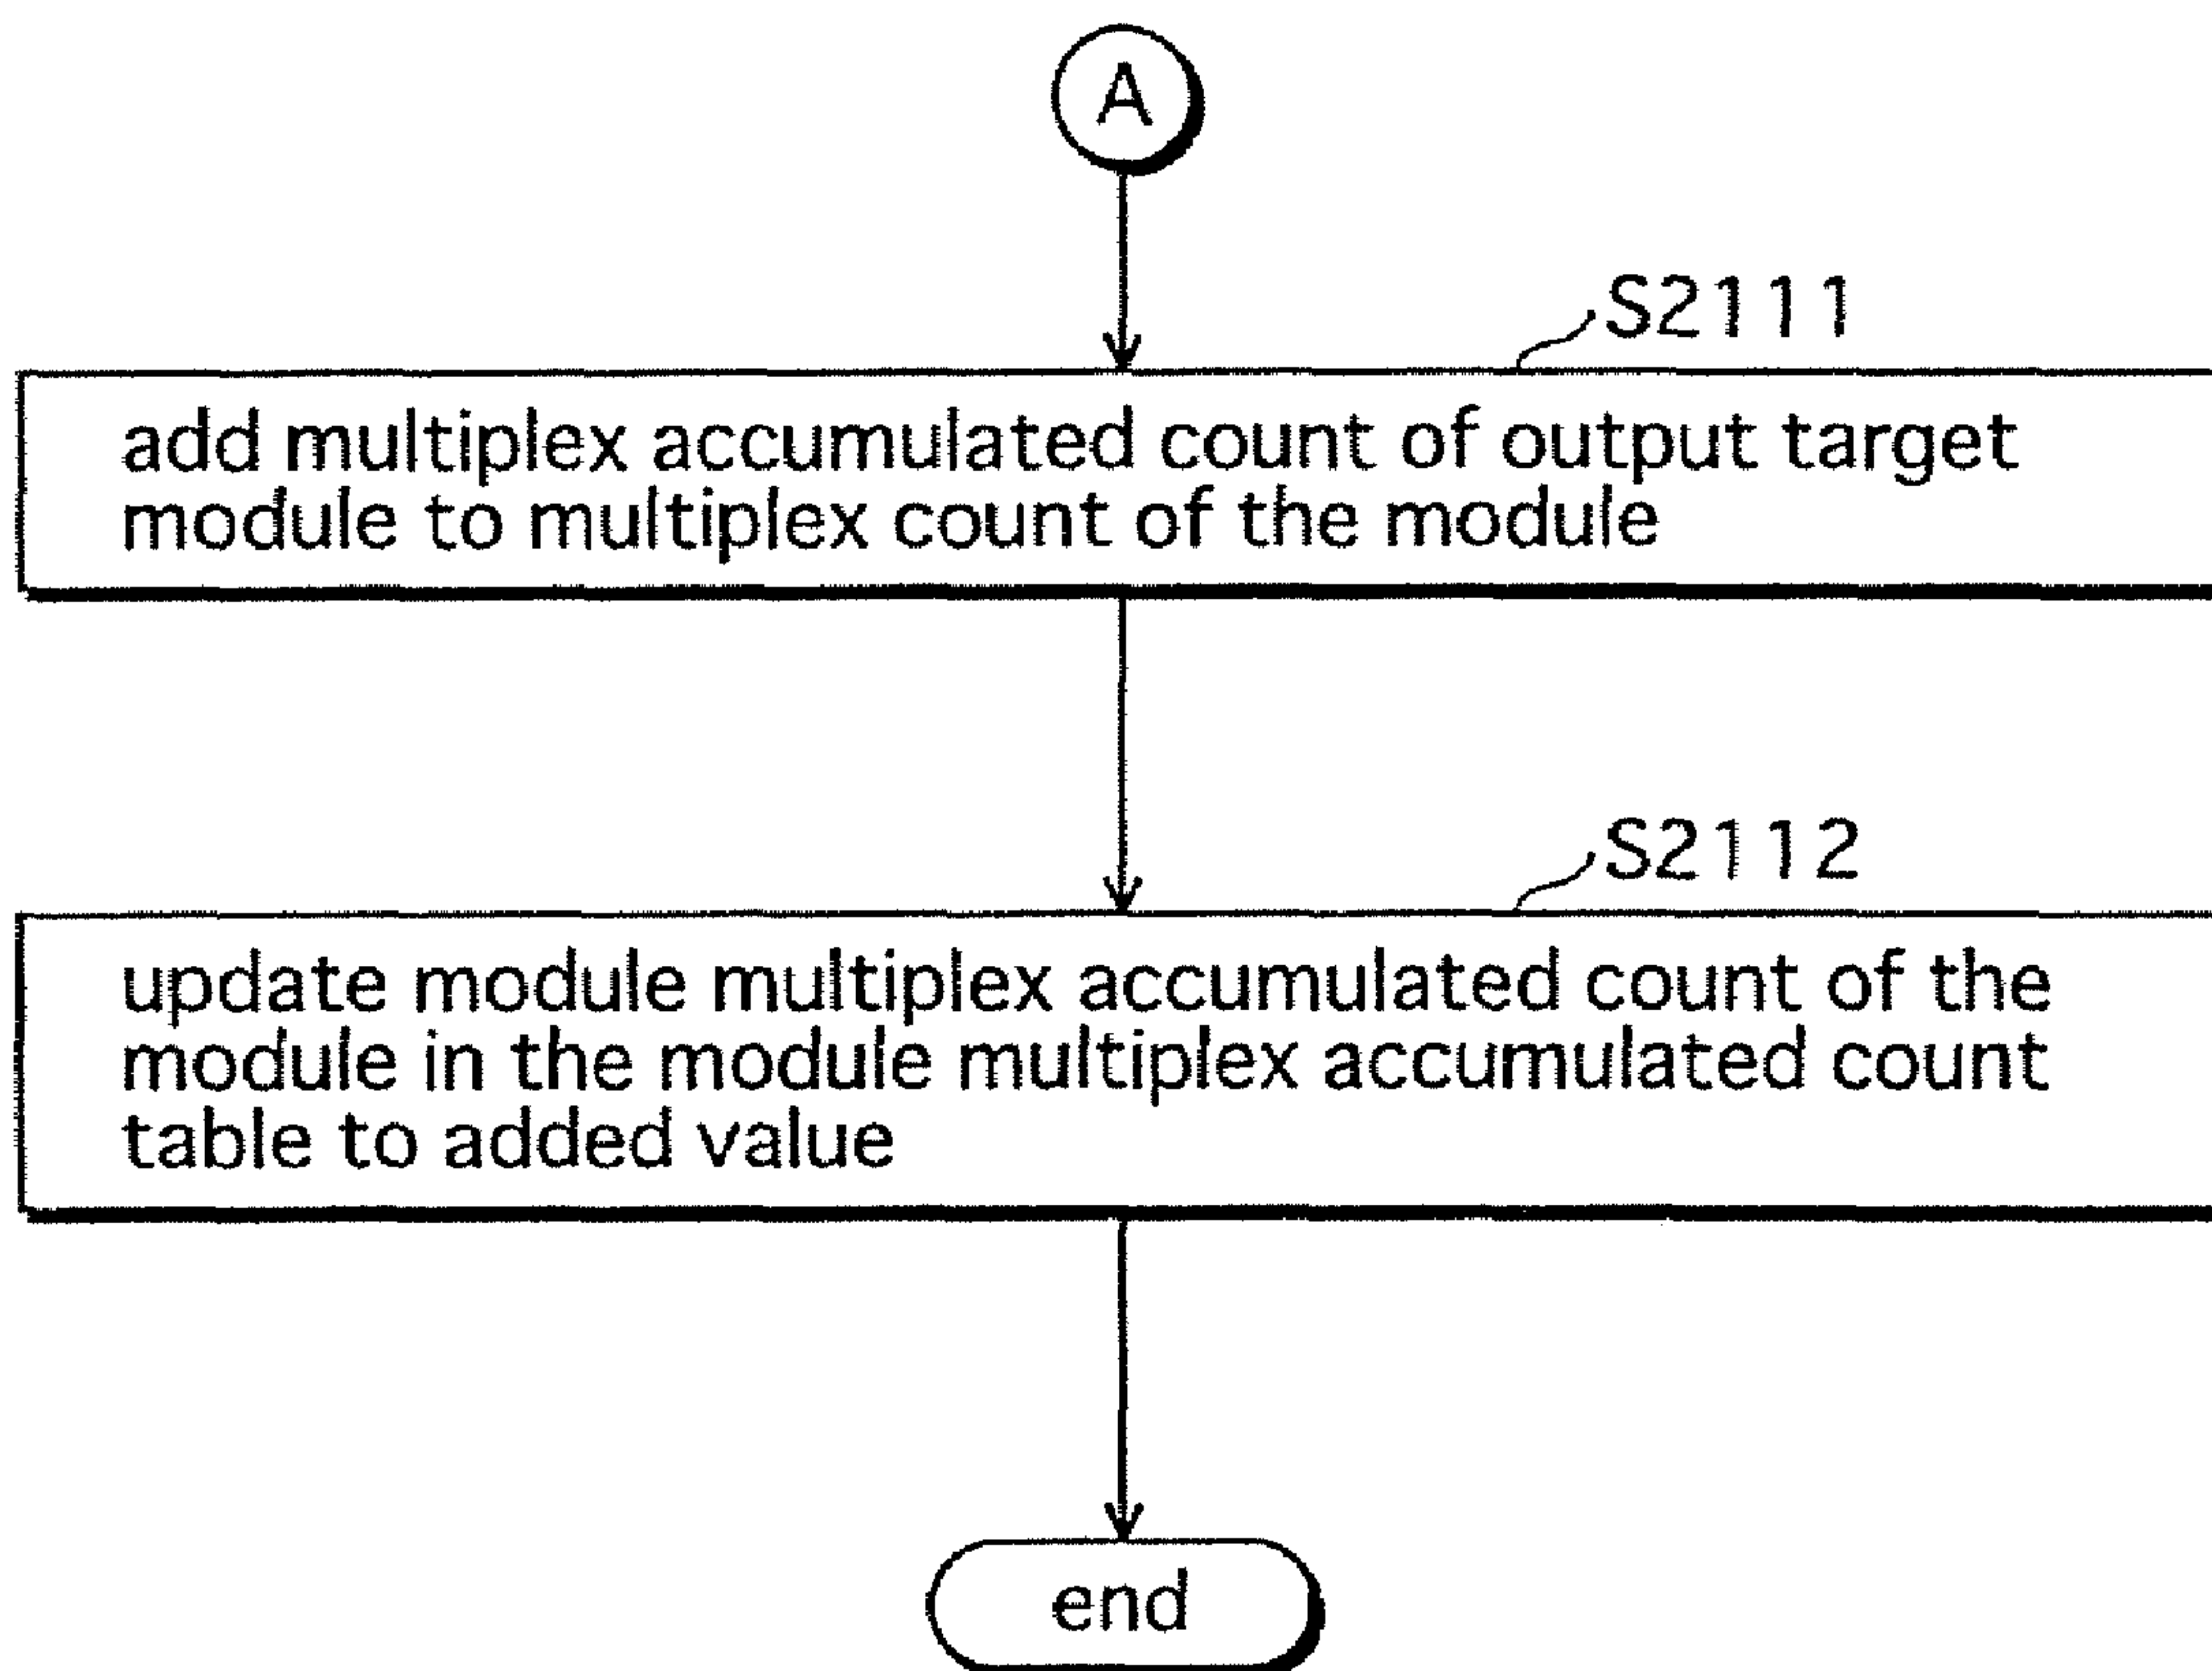 A
S2111
add multiplex accumulated count of output target
module to multiplex count of the module
S2112
update module multiplex accumulated count of the
module in the module multiplex accumulated count
table to added value
end